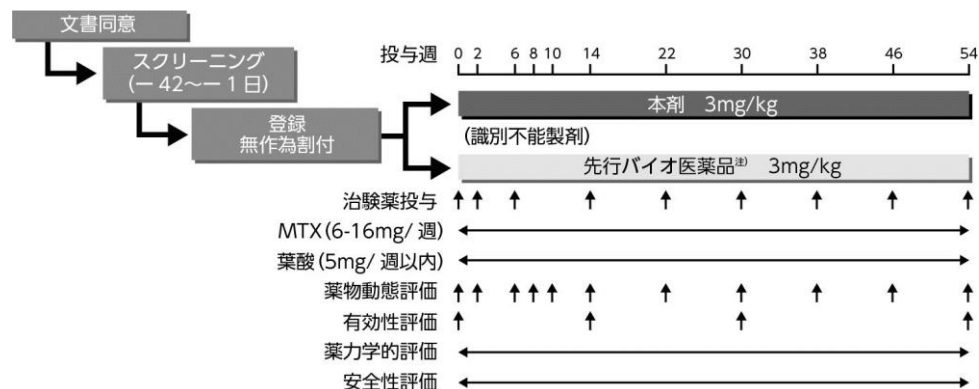 文書同意
スクリーニング
(ー 42～ー 1 日)
登録
無作為割付
投与週 0 2 6 8 10 14 22 30 38 46 54
本剤 3mg/kg
(識別不能製剤)
先行バイオ医薬品注) 3mg/kg
治験薬投与
MTX(6-16mg/ 週)
葉酸(5mg/ 週以内)
薬物動態評価
有効性評価
薬力学的評価
安全性評価